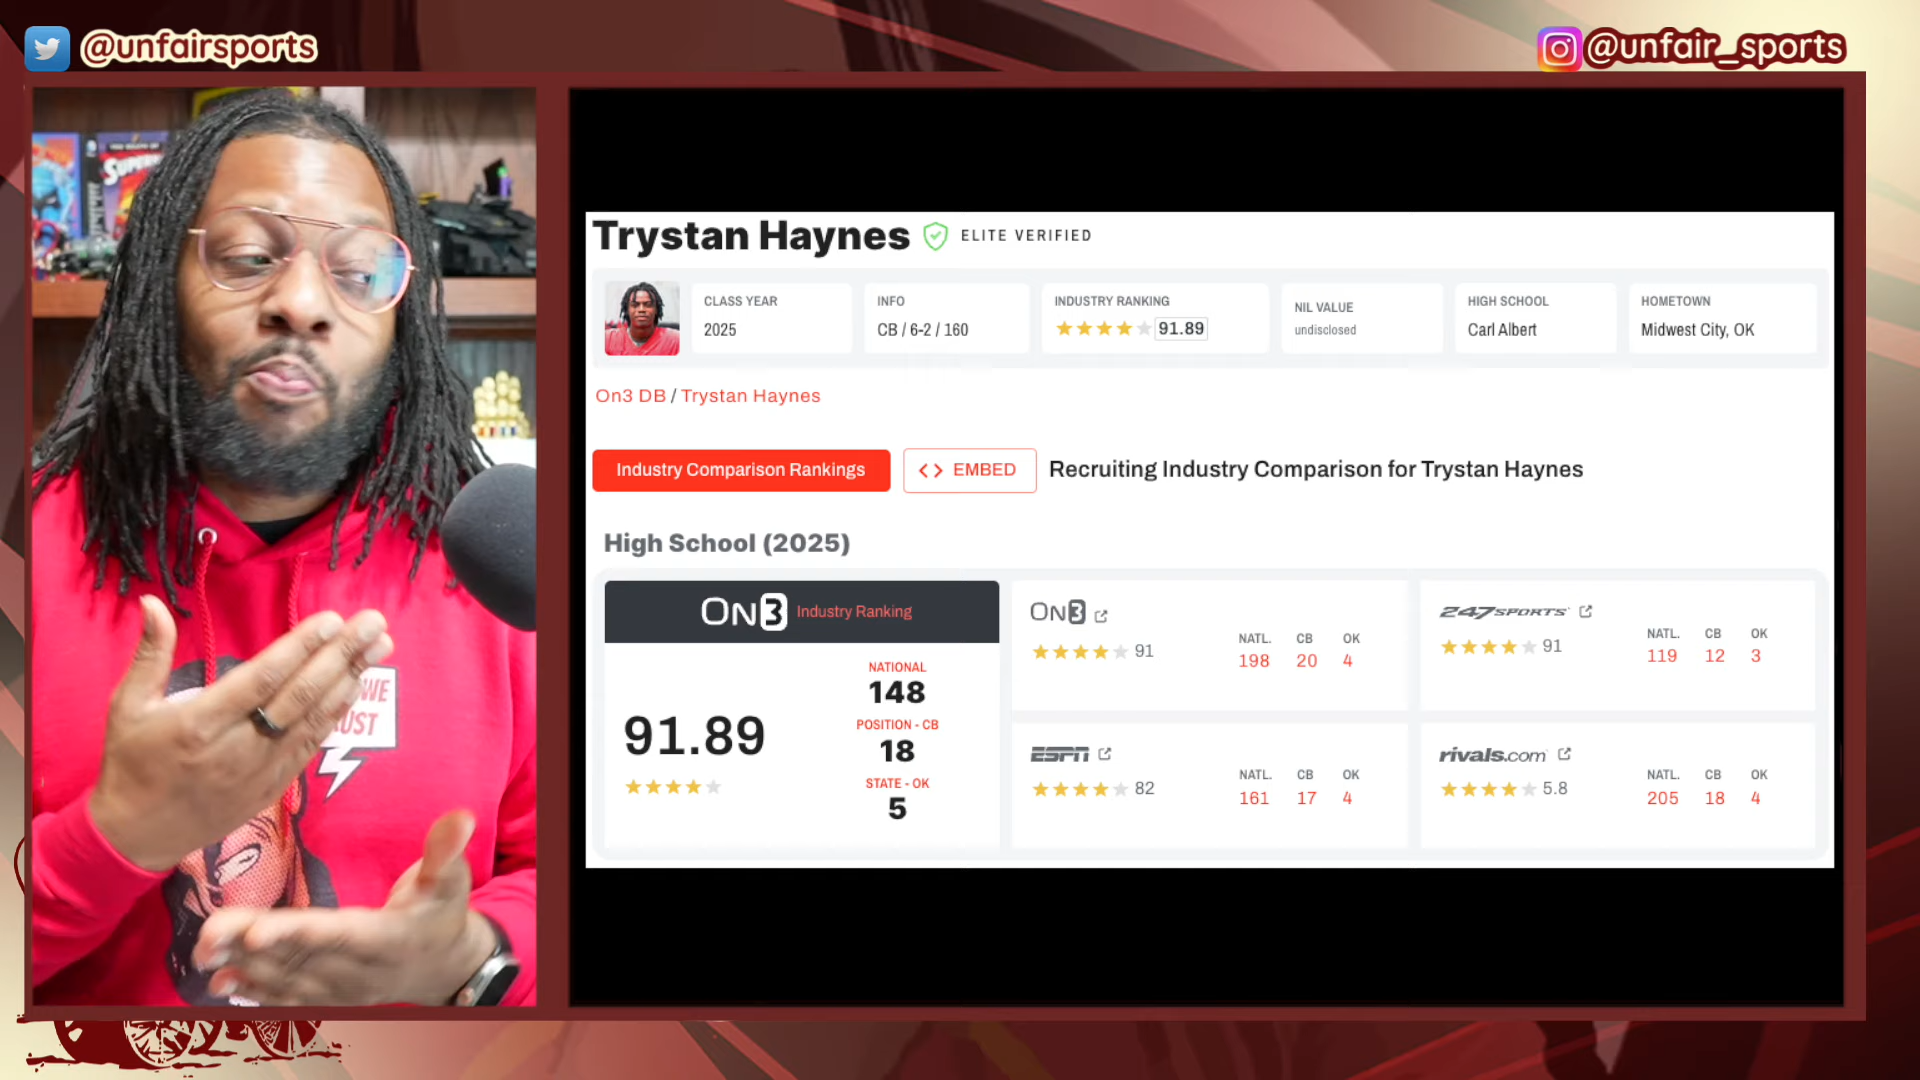 @unfairsports
@unfair_sports
SUPER
WE
UST
Trystan Haynes
ELITE VERIFIED
CLASS YEAR
2025
INFO
CB / 6-2 / 160
INDUSTRY RANKING
91.89
NIL VALUE
undisclosed
HIGH SCHOOL
Carl Albert
HOMETOWN
Midwest City, OK
On3 DB / Trystan Haynes
Industry Comparison Rankings
<> EMBED
Recruiting Industry Comparison for Trystan Haynes
High School (2025)
ON3 Industry Ranking
91.89
NATIONAL
148
POSITION - CB
18
STATE - OK
5
ON3
91
NATL. CB OK
198 20 4
247SPORTS
91
NATL. CB OK
119 12 3
ESPN
82
NATL. CB OK
161 17 4
rivals.com
5.8
NATL. CB OK
205 18 4